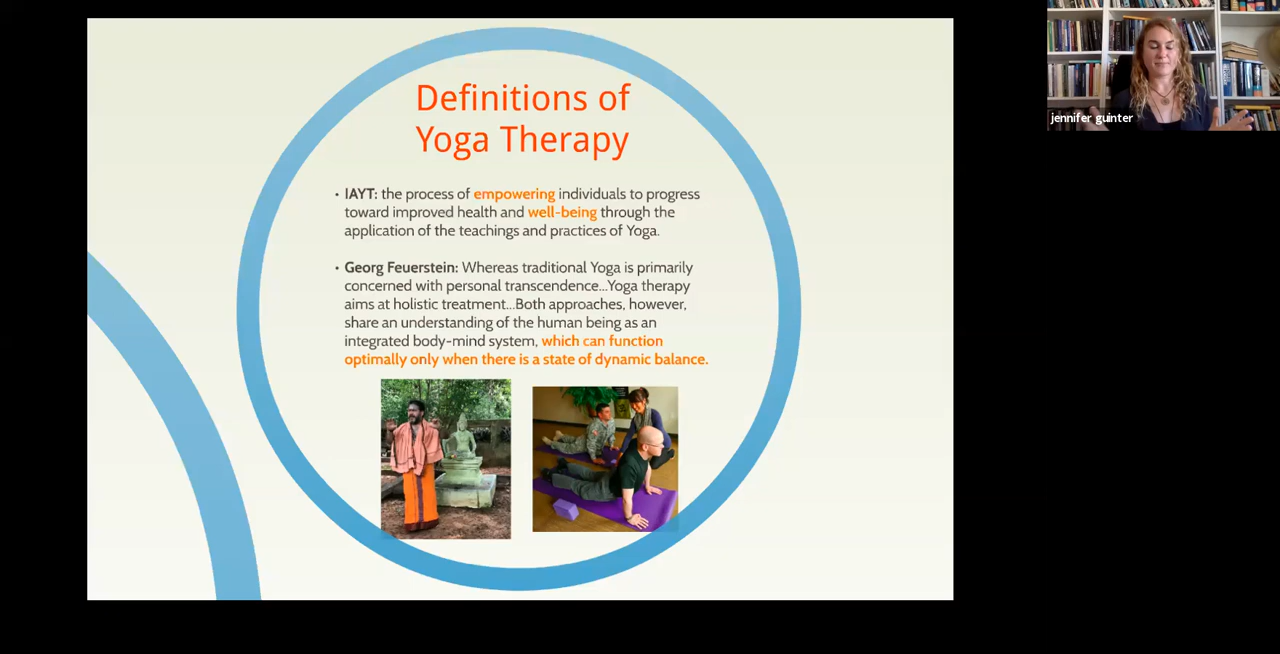 Definitions of
Yoga Therapy
• IAYT: the process of empowering individuals to progress
toward improved health and well-being through the
application of the teachings and practices of Yoga.
• Georg Feuerstein: Whereas traditional Yoga is primarily
concerned with personal transcendence...Yoga therapy
aims at holistic treatment...Both approaches, however,
share an understanding of the human being as an
integrated body-mind system, which can function
optimally only when there is a state of dynamic balance.
jennifer guinter